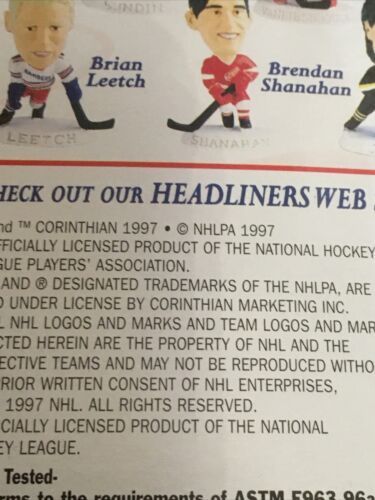 Brian
Leetch
Brendan
Shanahan
LEETCH
SHANAHAN
HECK OUT OUR HEADLINERS WEB
nd ™ CORINTHIAN 1997 • © NHLPA 1997
FFICIALLY LICENSED PRODUCT OF THE NATIONAL HOCKEY
GUE PLAYERS' ASSOCIATION.
AND ® DESIGNATED TRADEMARKS OF THE NHLPA, ARE
D UNDER LICENSE BY CORINTHIAN MARKETING INC.
L NHL LOGOS AND MARKS AND TEAM LOGOS AND MAR
CTED HEREIN ARE THE PROPERTY OF NHL AND THE
ECTIVE TEAMS AND MAY NOT BE REPRODUCED WITHO
RIOR WRITTEN CONSENT OF NHL ENTERPRISES,
1997 NHL. ALL RIGHTS RESERVED.
CIALLY LICENSED PRODUCT OF THE NATIONAL
EY LEAGUE.
Tested-
rms to the requirements of ASTM F963-96a